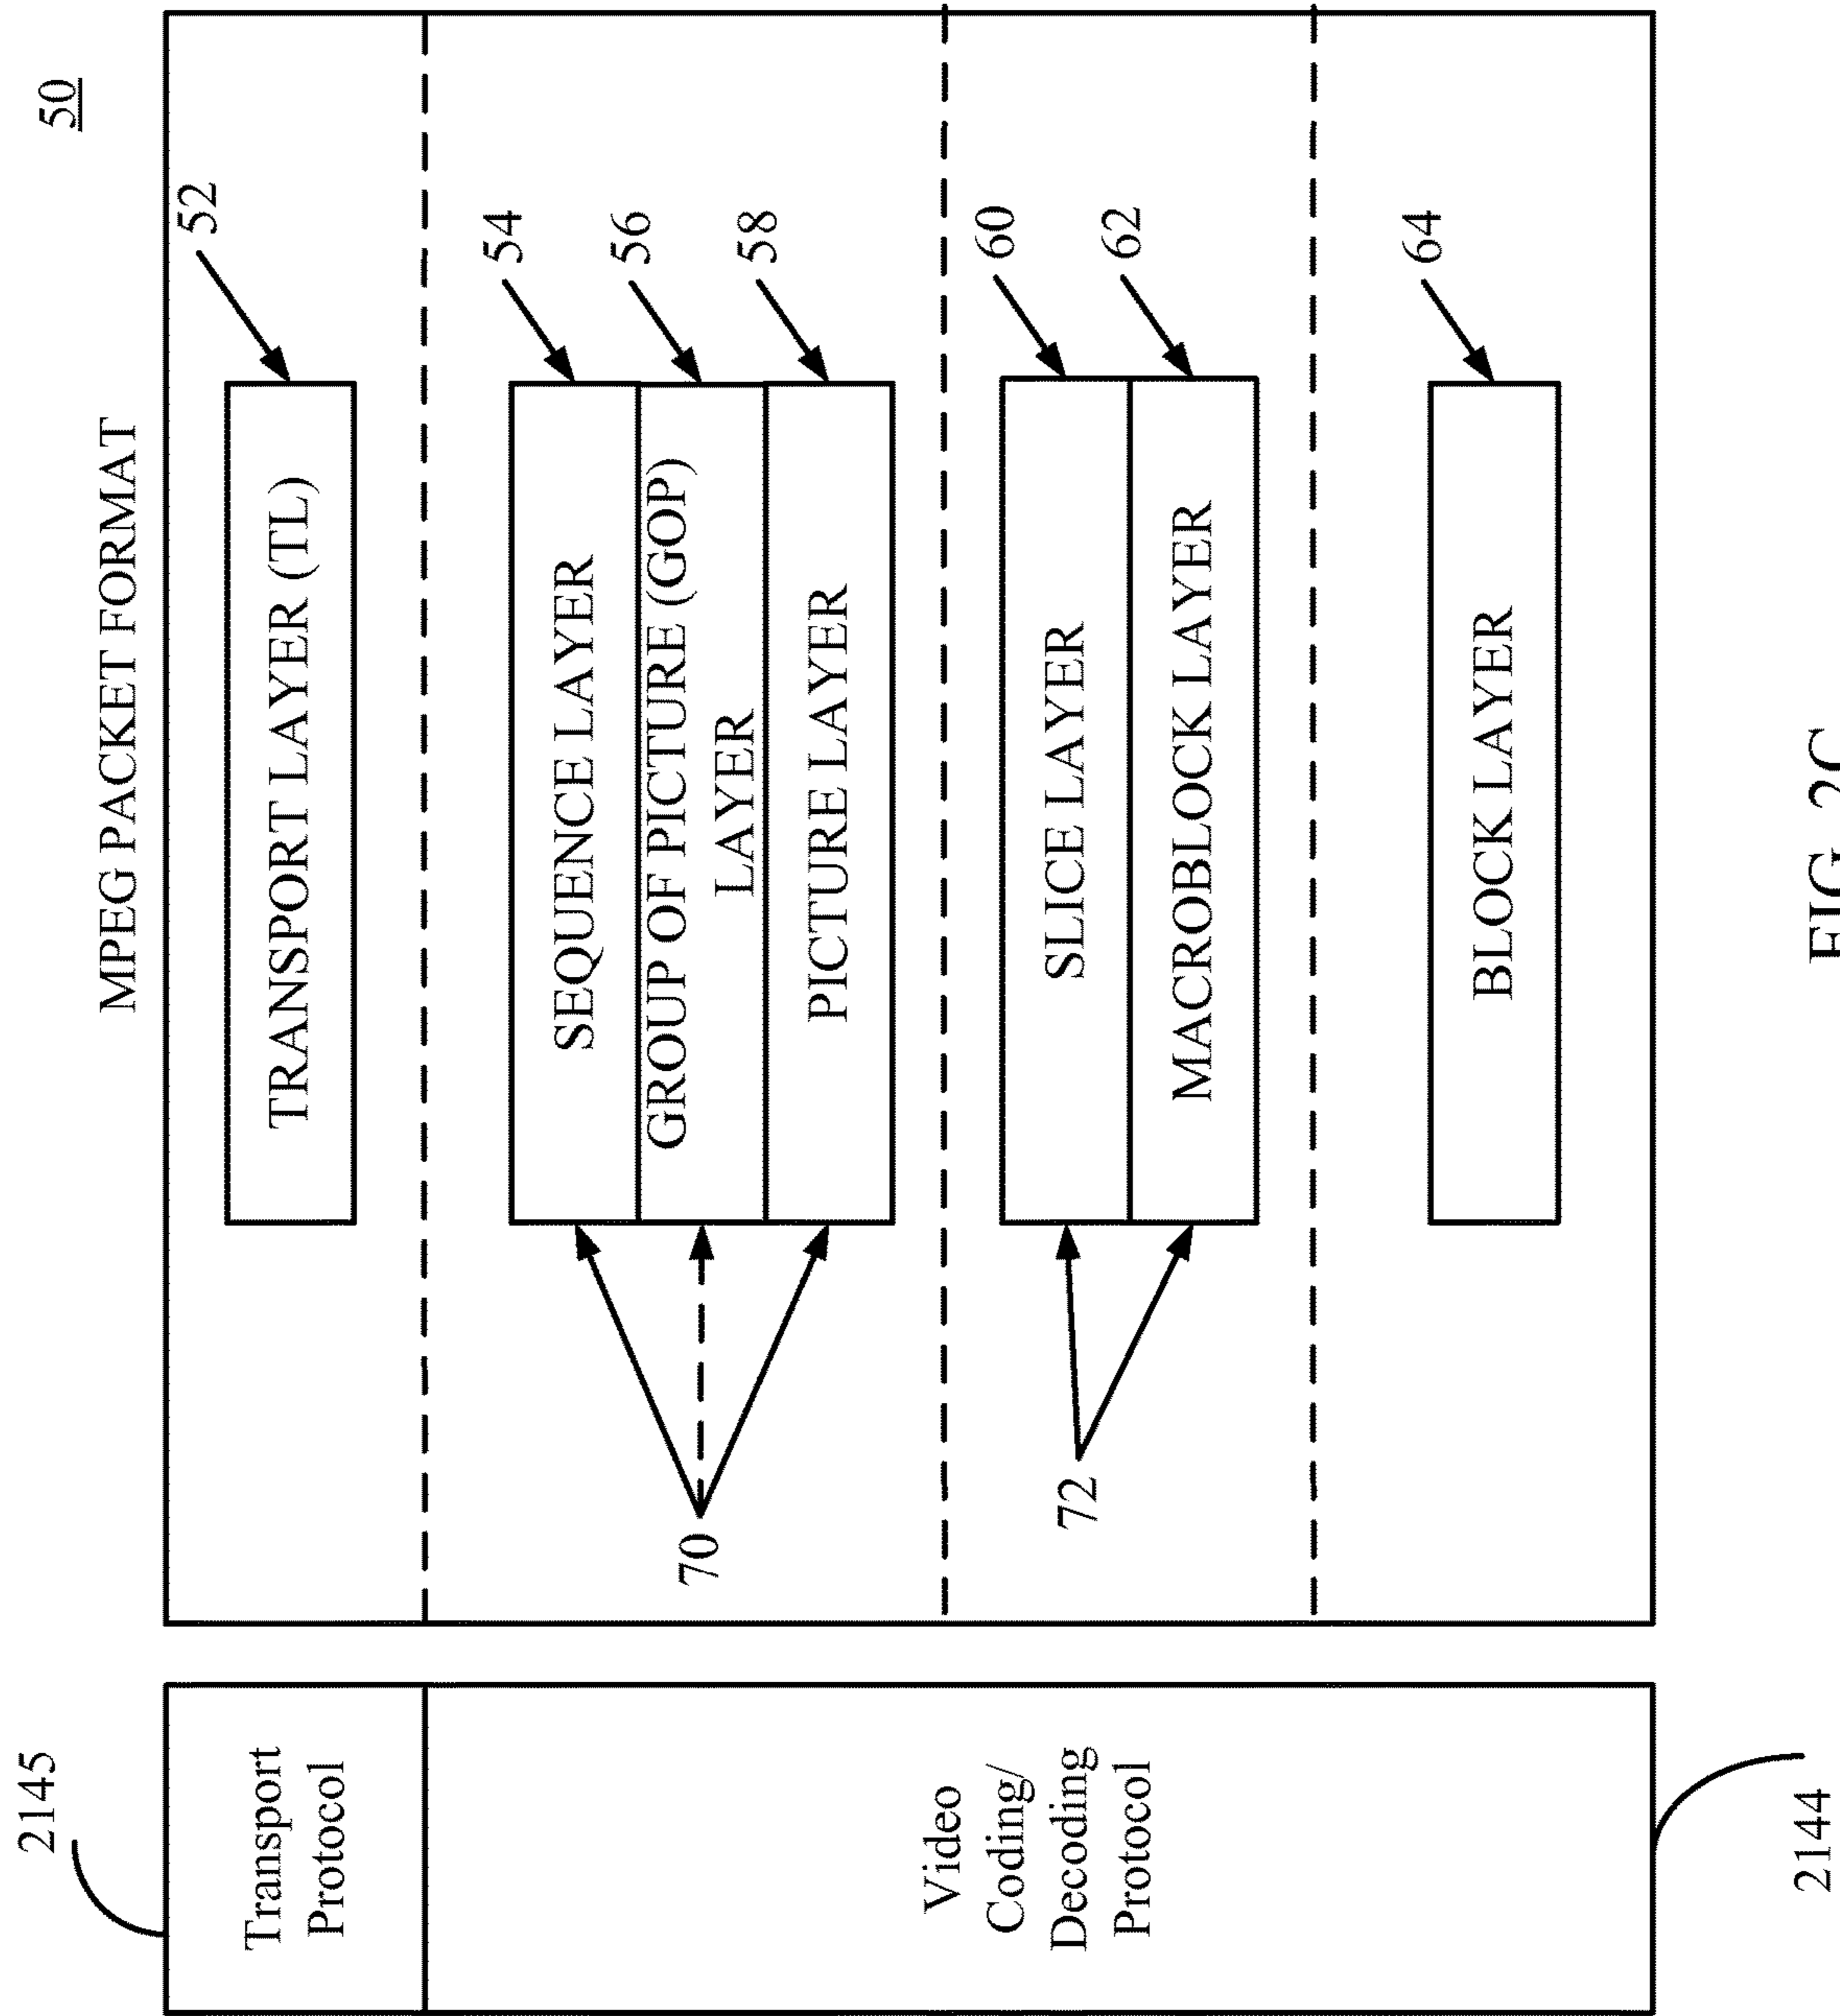 50
MPEG PACKET FORMAT
2145
Transport
Protocol
Video
Coding/
Decoding
Protocol
2144
TRANSPORT LAYER (TL)
52
SEQUENCE LAYER
54
GROUP OF PICTURE (GOP)
LAYER
56
PICTURE LAYER
58
70
SLICE LAYER
60
MACROBLOCK LAYER
62
72
BLOCK LAYER
64
FIG. 2C